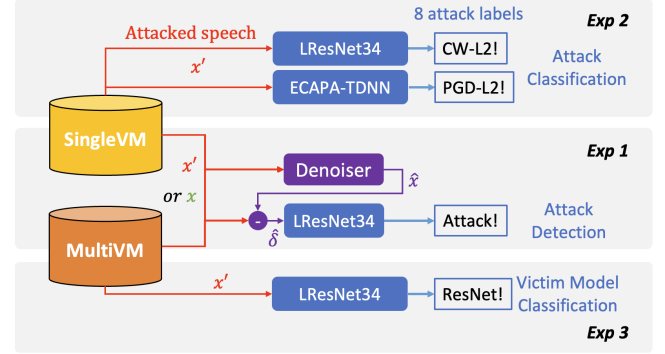 8 attack labels
Exp 2
Attacked speech
LResNet34
CW-L2!
Attack
Classification
x′
ECAPA-TDNN
PGD-L2!
SingleVM
Exp 1
x′
Denoiser
x̂
or x
-
LResNet34
Attack!
Attack
Detection
δ̂
MultiVM
x′
LResNet34
ResNet!
Victim Model
Classification
Exp 3